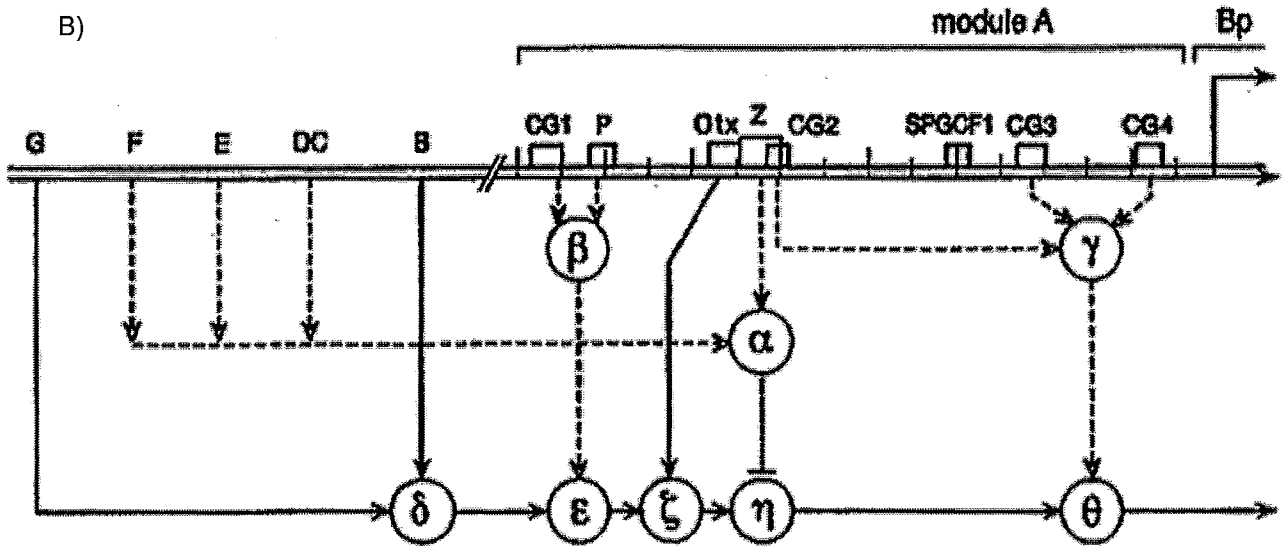 B)
module A
Bp
G F E DC B CG1 P Otx Z CG2 SPGCF1 CG3 CG4
β γ
α
δ ε ζ η θ